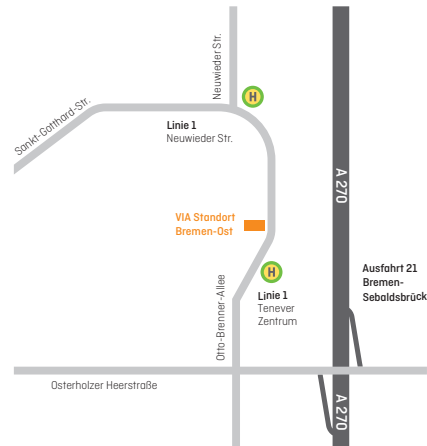 Neuwieder Str.
H
Sankt-Gotthard-Str.
Linie 1
Neuwieder Str.
A 270
VIA Standort
Bremen-Ost
H
Ausfahrt 21
Bremen-
Sebaldsbrück
Linie 1
Tenever
Zentrum
Otto-Brenner-Allee
Osterholzer Heerstraße
A 270